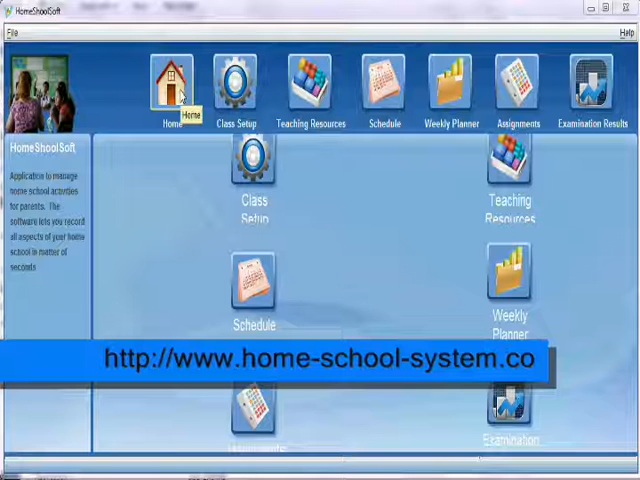 HomeShoolSoft
File
Help
Home
Home
Class Setup
Teaching Resources
Schedule
Weekly Planner
Assignments
Examination Results
HomeShoolSoft
Application to manage
home school activities
for parents. The
software lets you record
all aspects of your home
school in matter of
seconds
Class
Setup
Teaching
Resources
Schedule
Weekly
Planner
http://www.home-school-system.co
Examination